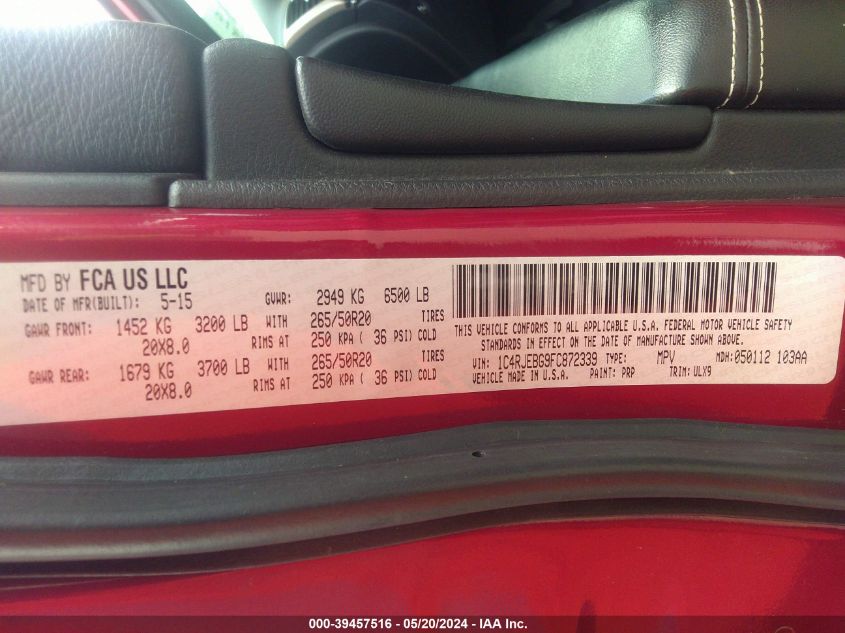 MFD BY FCA US LLC
DATE OF MFR(BUILT): 5-15 GVWR: 2949 KG 6500 LB
GAWR FRONT: 1452 KG 3200 LB WITH 265/50R20 TIRES
20X8.0 RIMS AT 250 KPA ( 36 PSI) COLD
GAWR REAR: 1679 KG 3700 LB WITH 265/50R20 TIRES
20X8.0 RIMS AT 250 KPA ( 36 PSI) COLD
THIS VEHICLE CONFORMS TO ALL APPLICABLE U.S.A. FEDERAL MOTOR VEHICLE SAFETY
STANDARDS IN EFFECT ON THE DATE OF MANUFACTURE SHOWN ABOVE.
VIN: 1C4RJEBG9FC872339 TYPE: MPV MDH: 050112 103AA
VEHICLE MADE IN U.S.A. PAINT: PRP TRIM: ULX9
000-39457516 — 05/20/2024 — IAA Inc.